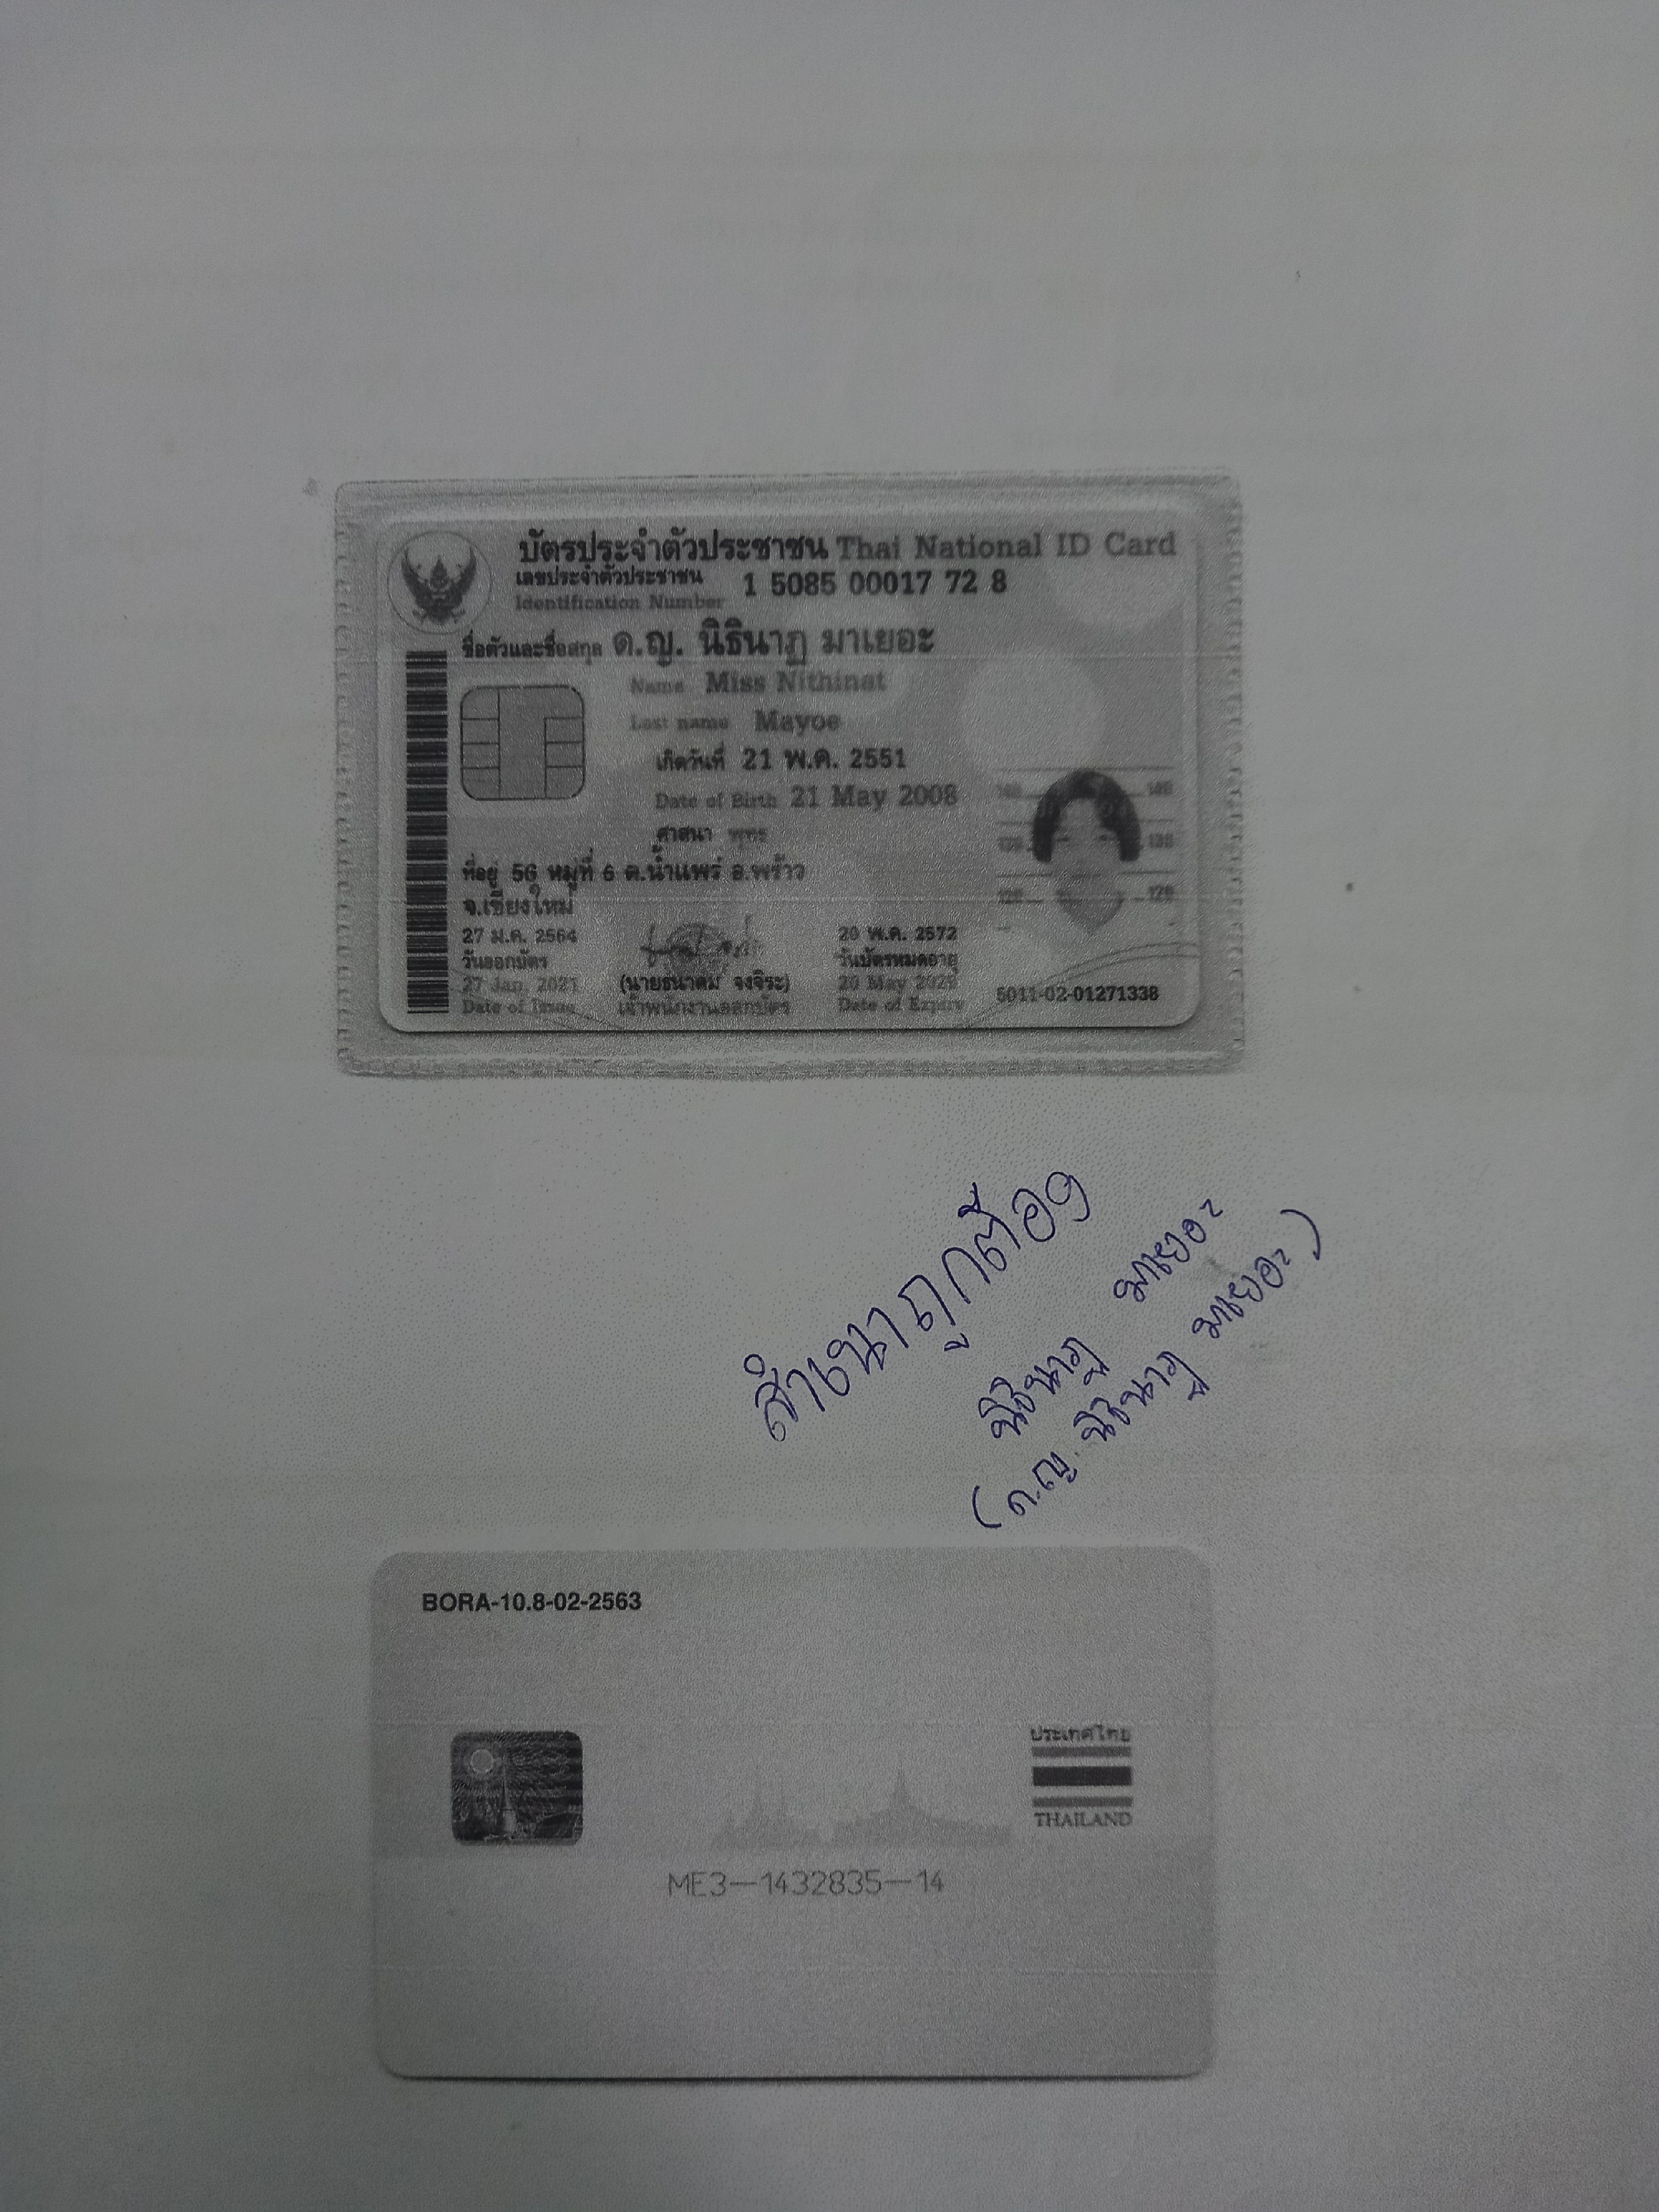 บัตรประจำตัวประชาชน Thai National ID Card
เลขประจำตัวประชาชน 1 5085 00017 72 8
Identification Number
ชื่อตัวและชื่อสกุล ด.ญ. นิธินาฏ มาเยอะ
Name Miss Nithinat
Last name Mayoe
เกิดวันที่ 21 พ.ค. 2551
Date of Birth 21 May 2008
ศาสนา พุทธ
ที่อยู่ 56 หมู่ที่ 6 ต.น้ำแพร่ อ.พร้าว
จ.เชียงใหม่
27 ม.ค. 2564
วันออกบัตร
27 Jan. 2021
Date of Issue
(นายธนาคม จงจิระ)
เจ้าพนักงานออกบัตร
20 พ.ค. 2572
วันบัตรหมดอายุ
20 May 2029
Date of Expiry
5011-02-01271338
สำเนาถูกต้อง
นิธินาฏ มาเยอะ
(ด.ญ. นิธินาฏ มาเยอะ)
BORA-10.8-02-2563
ประเทศไทย
THAILAND
ME3-1432835-14